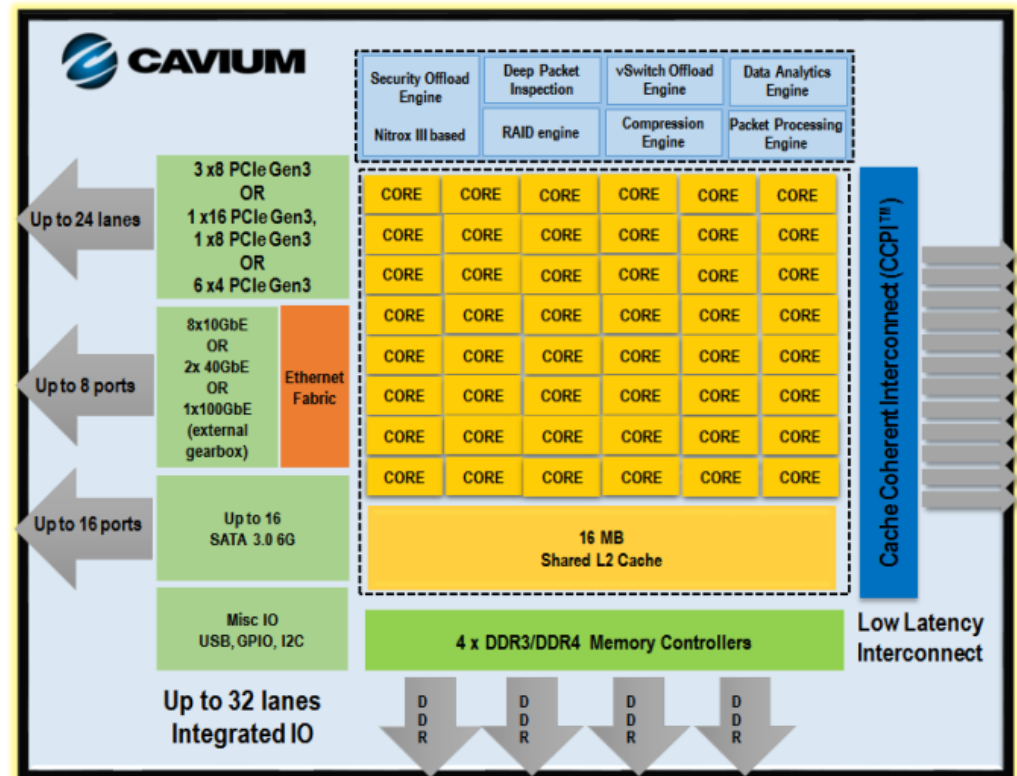 CAVIUM
Security Offload
Engine
Nitrox III based
Deep Packet
Inspection
vSwitch Offload
Engine
Data Analytics
Engine
RAID engine
Compression
Engine
Packet Processing
Engine
Up to 24 lanes
3 x8 PCIe Gen3
OR
1 x16 PCIe Gen3,
1 x8 PCIe Gen3
OR
6 x4 PCIe Gen3
Up to 8 ports
8x10GbE
OR
2x 40GbE
OR
1x100GbE
(external
gearbox)
Ethernet
Fabric
Up to 16 ports
Up to 16
SATA 3.0 6G
Misc IO
USB, GPIO, I2C
Up to 32 lanes
Integrated IO
CORE CORE CORE CORE CORE CORE
CORE CORE CORE CORE CORE CORE
CORE CORE CORE CORE CORE CORE
CORE CORE CORE CORE CORE CORE
CORE CORE CORE CORE CORE CORE
CORE CORE CORE CORE CORE CORE
CORE CORE CORE CORE CORE CORE
CORE CORE CORE CORE CORE CORE
16 MB
Shared L2 Cache
4 x DDR3/DDR4 Memory Controllers
DDR
DDR
DDR
DDR
Cache Coherent Interconnect (CCPI™)
Low Latency
Interconnect